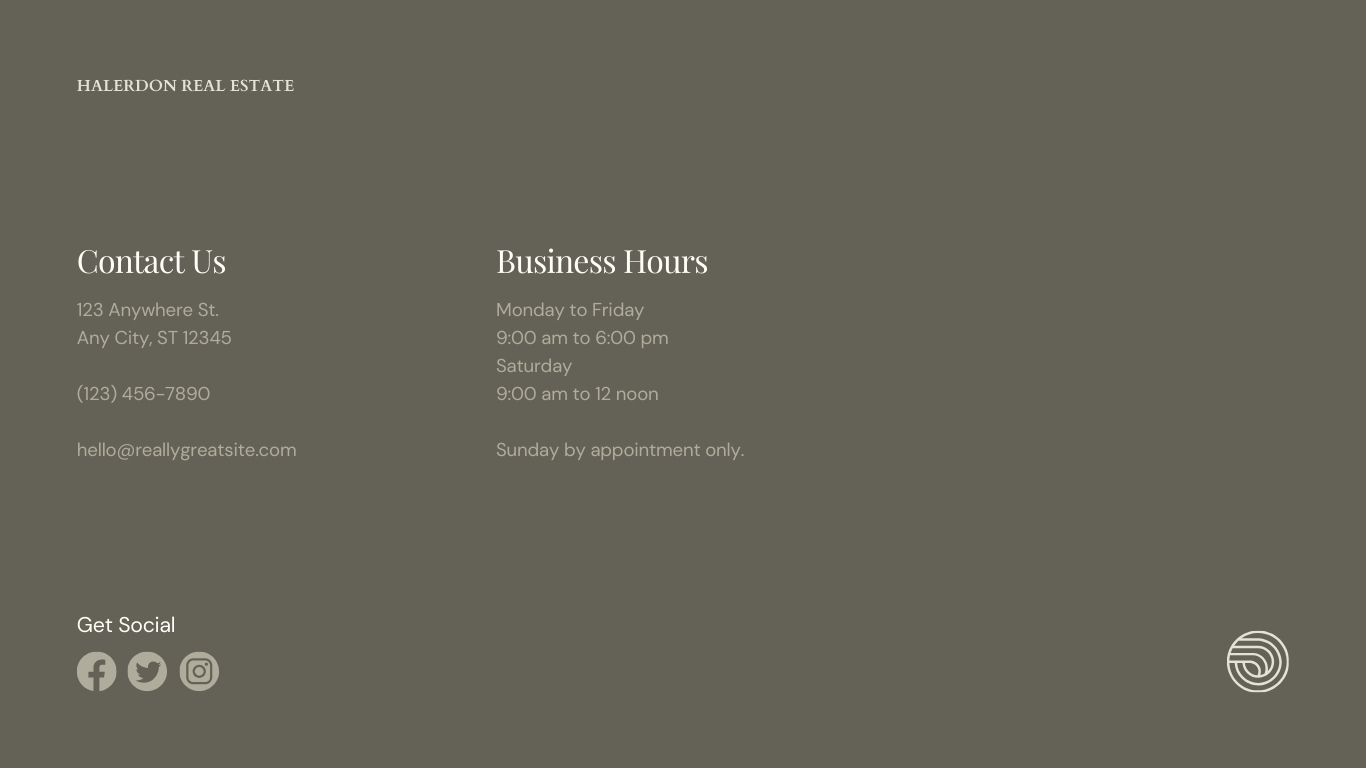 HALERDON REAL ESTATE
Contact Us
123 Anywhere St.
Any City, ST 12345
(123) 456-7890
hello@reallygreatsite.com
Business Hours
Monday to Friday
9:00 am to 6:00 pm
Saturday
9:00 am to 12 noon
Sunday by appointment only.
Get Social